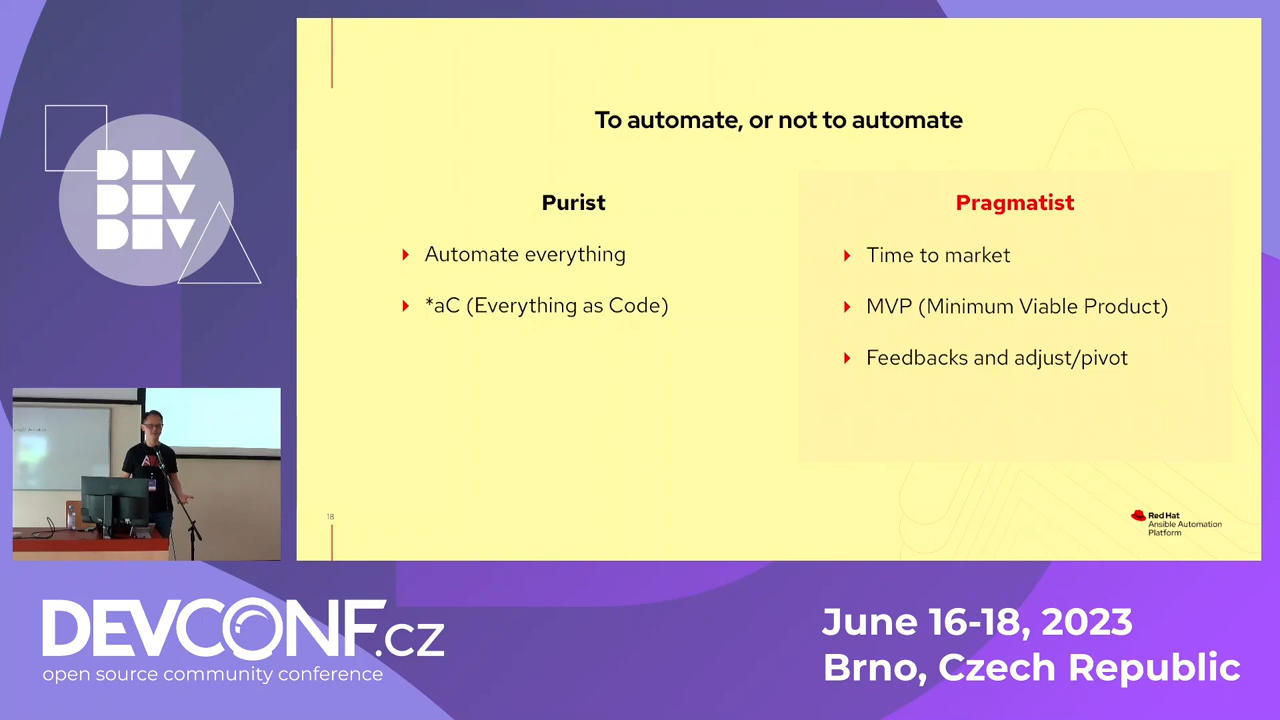 DEV
DEV
DEV
To automate, or not to automate
Purist
Automate everything
*aC (Everything as Code)
Pragmatist
Time to market
MVP (Minimum Viable Product)
Feedbacks and adjust/pivot
18
Red Hat
Ansible Automation
Platform
DEVCONF.cz
open source community conference
June 16-18, 2023
Brno, Czech Republic